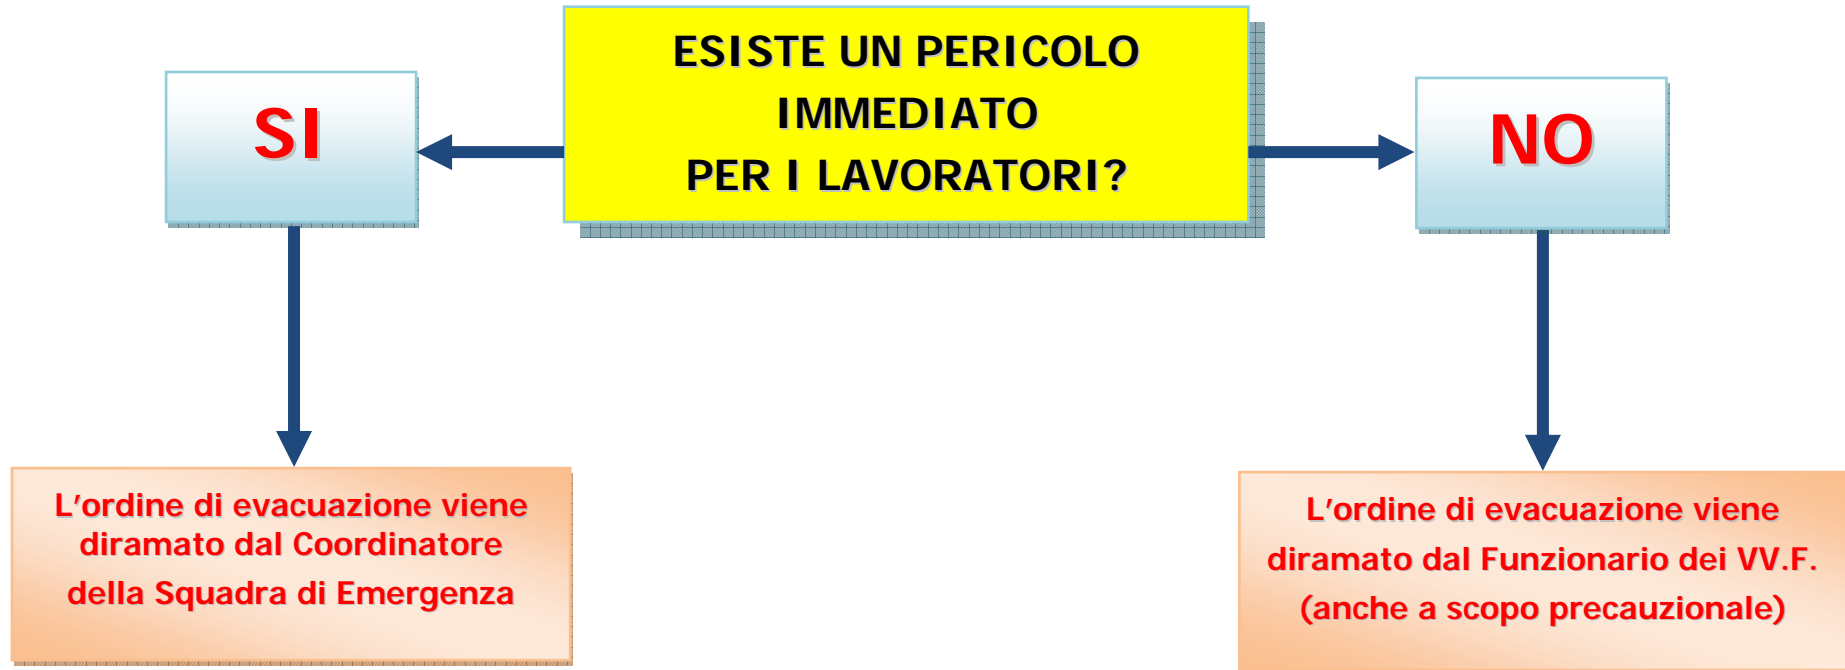 ESISTE UN PERICOLO
IMMEDIATO
PER I LAVORATORI?
SI
NO
L'ordine di evacuazione viene
diramato dal Coordinatore
della Squadra di Emergenza
L'ordine di evacuazione viene
diramato dal Funzionario dei VV.F.
(anche a scopo precauzionale)